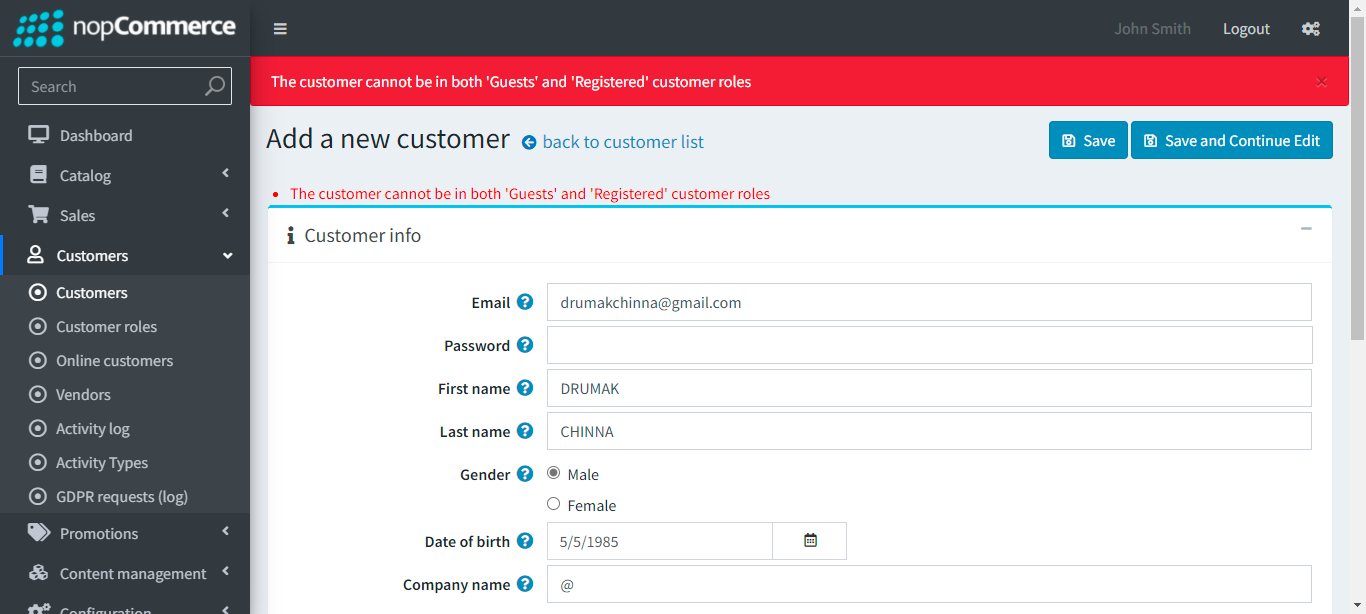 nopCommerce
John Smith
Logout
The customer cannot be in both 'Guests' and 'Registered' customer roles
×
Search
Add a new customer
back to customer list
Save
Save and Continue Edit
The customer cannot be in both 'Guests' and 'Registered' customer roles
Dashboard
Catalog
Sales
Customers
Customers
Customer roles
Online customers
Vendors
Activity log
Activity Types
GDPR requests (log)
Promotions
Content management
Configuration
Customer info
Email
drumakchinna@gmail.com
Password
First name
DRUMAK
Last name
CHINNA
Gender
Male
Female
Date of birth
5/5/1985
Company name
@